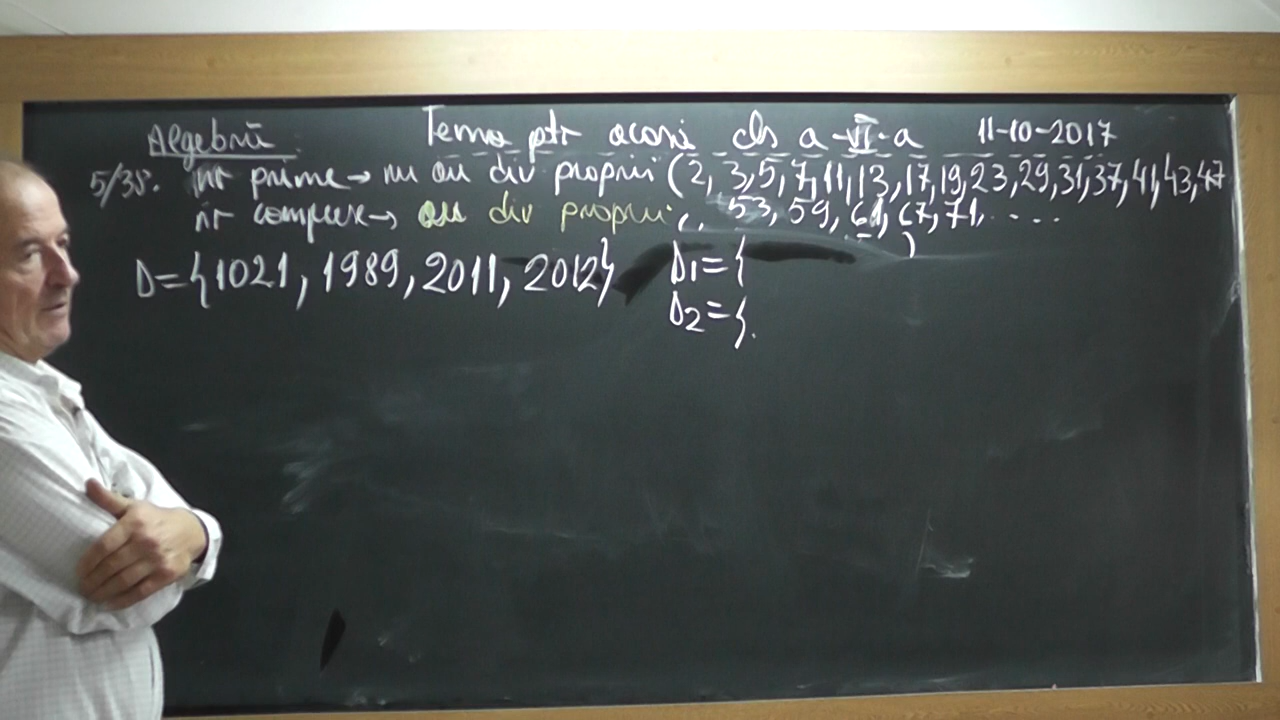 Algebră Tema ptr acasă cls a-VI-a 11-10-2017
5/38. nr prime → nu au div proprii (2, 3, 5, 7, 11, 13, 17, 19, 23, 29, 31, 37, 41, 43, 47
nr compuse → au div proprii 53, 59, 61, 67, 71, .... )
D={1021, 1989, 2011, 2012} D1={
D2={